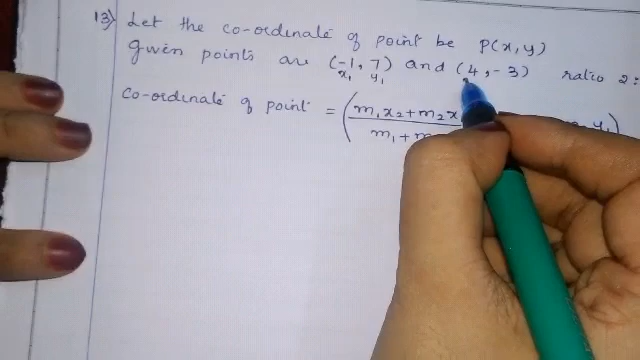 13) Let the co-ordinate of point be P(x,y)
Given points are (-1, 7) and (4, -3) ratio 2:
x₁ y₁
co-ordinate of point = (m₁x₂+m₂x y₁)
m₁+m